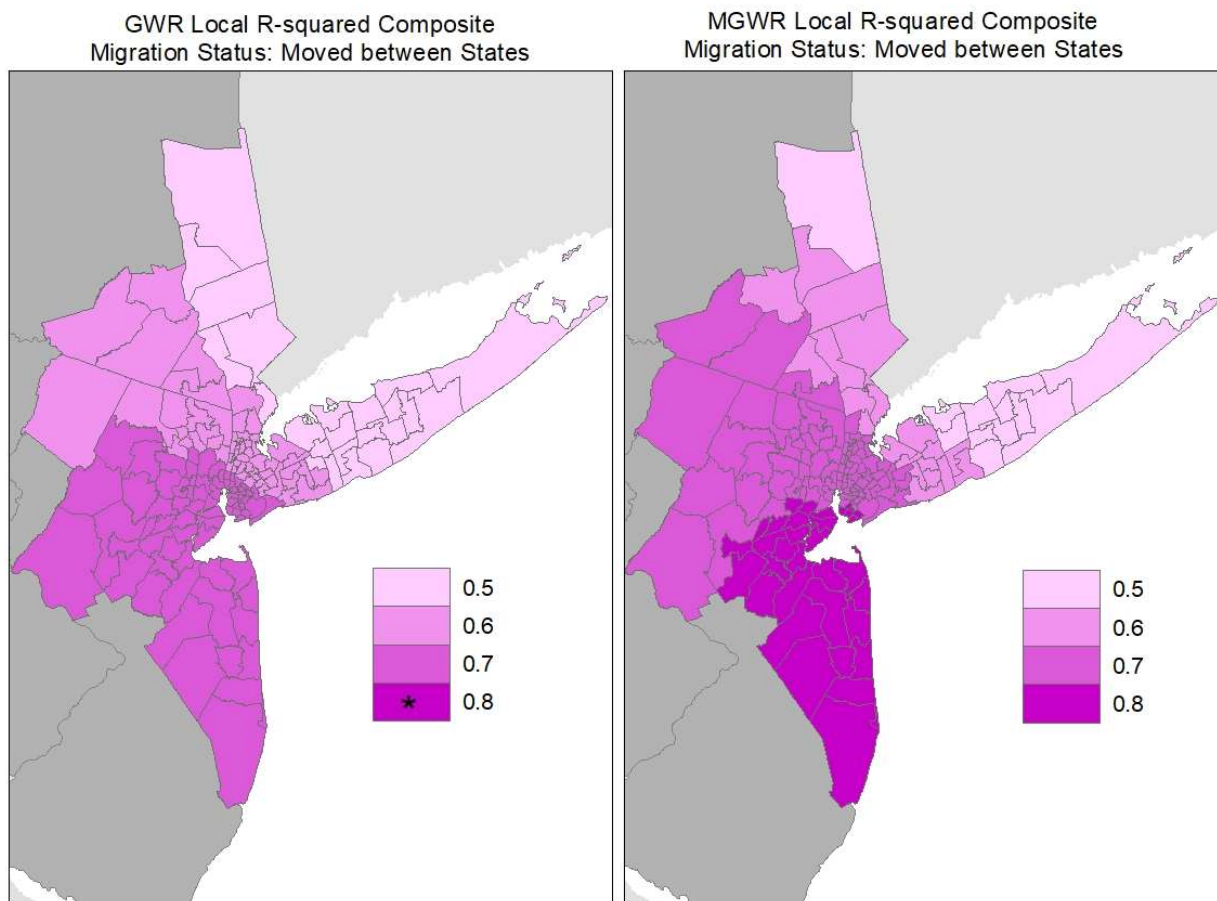 GWR Local R-squared Composite
Migration Status: Moved between States
0.5
0.6
0.7
*
0.8
MGWR Local R-squared Composite
Migration Status: Moved between States
0.5
0.6
0.7
0.8